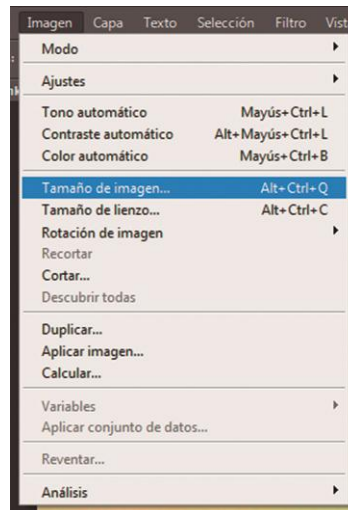 Imagen Capa Texto Selección Filtro Vist
Modo
Ajustes
Tono automático Mayús+Ctrl+L
Contraste automático Alt+Mayús+Ctrl+L
Color automático Mayús+Ctrl+B
Tamaño de imagen... Alt+Ctrl+Q
Tamaño de lienzo... Alt+Ctrl+C
Rotación de imagen
Recortar
Cortar...
Descubrir todas
Duplicar...
Aplicar imagen...
Calcular...
Variables
Aplicar conjunto de datos...
Reventar...
Análisis